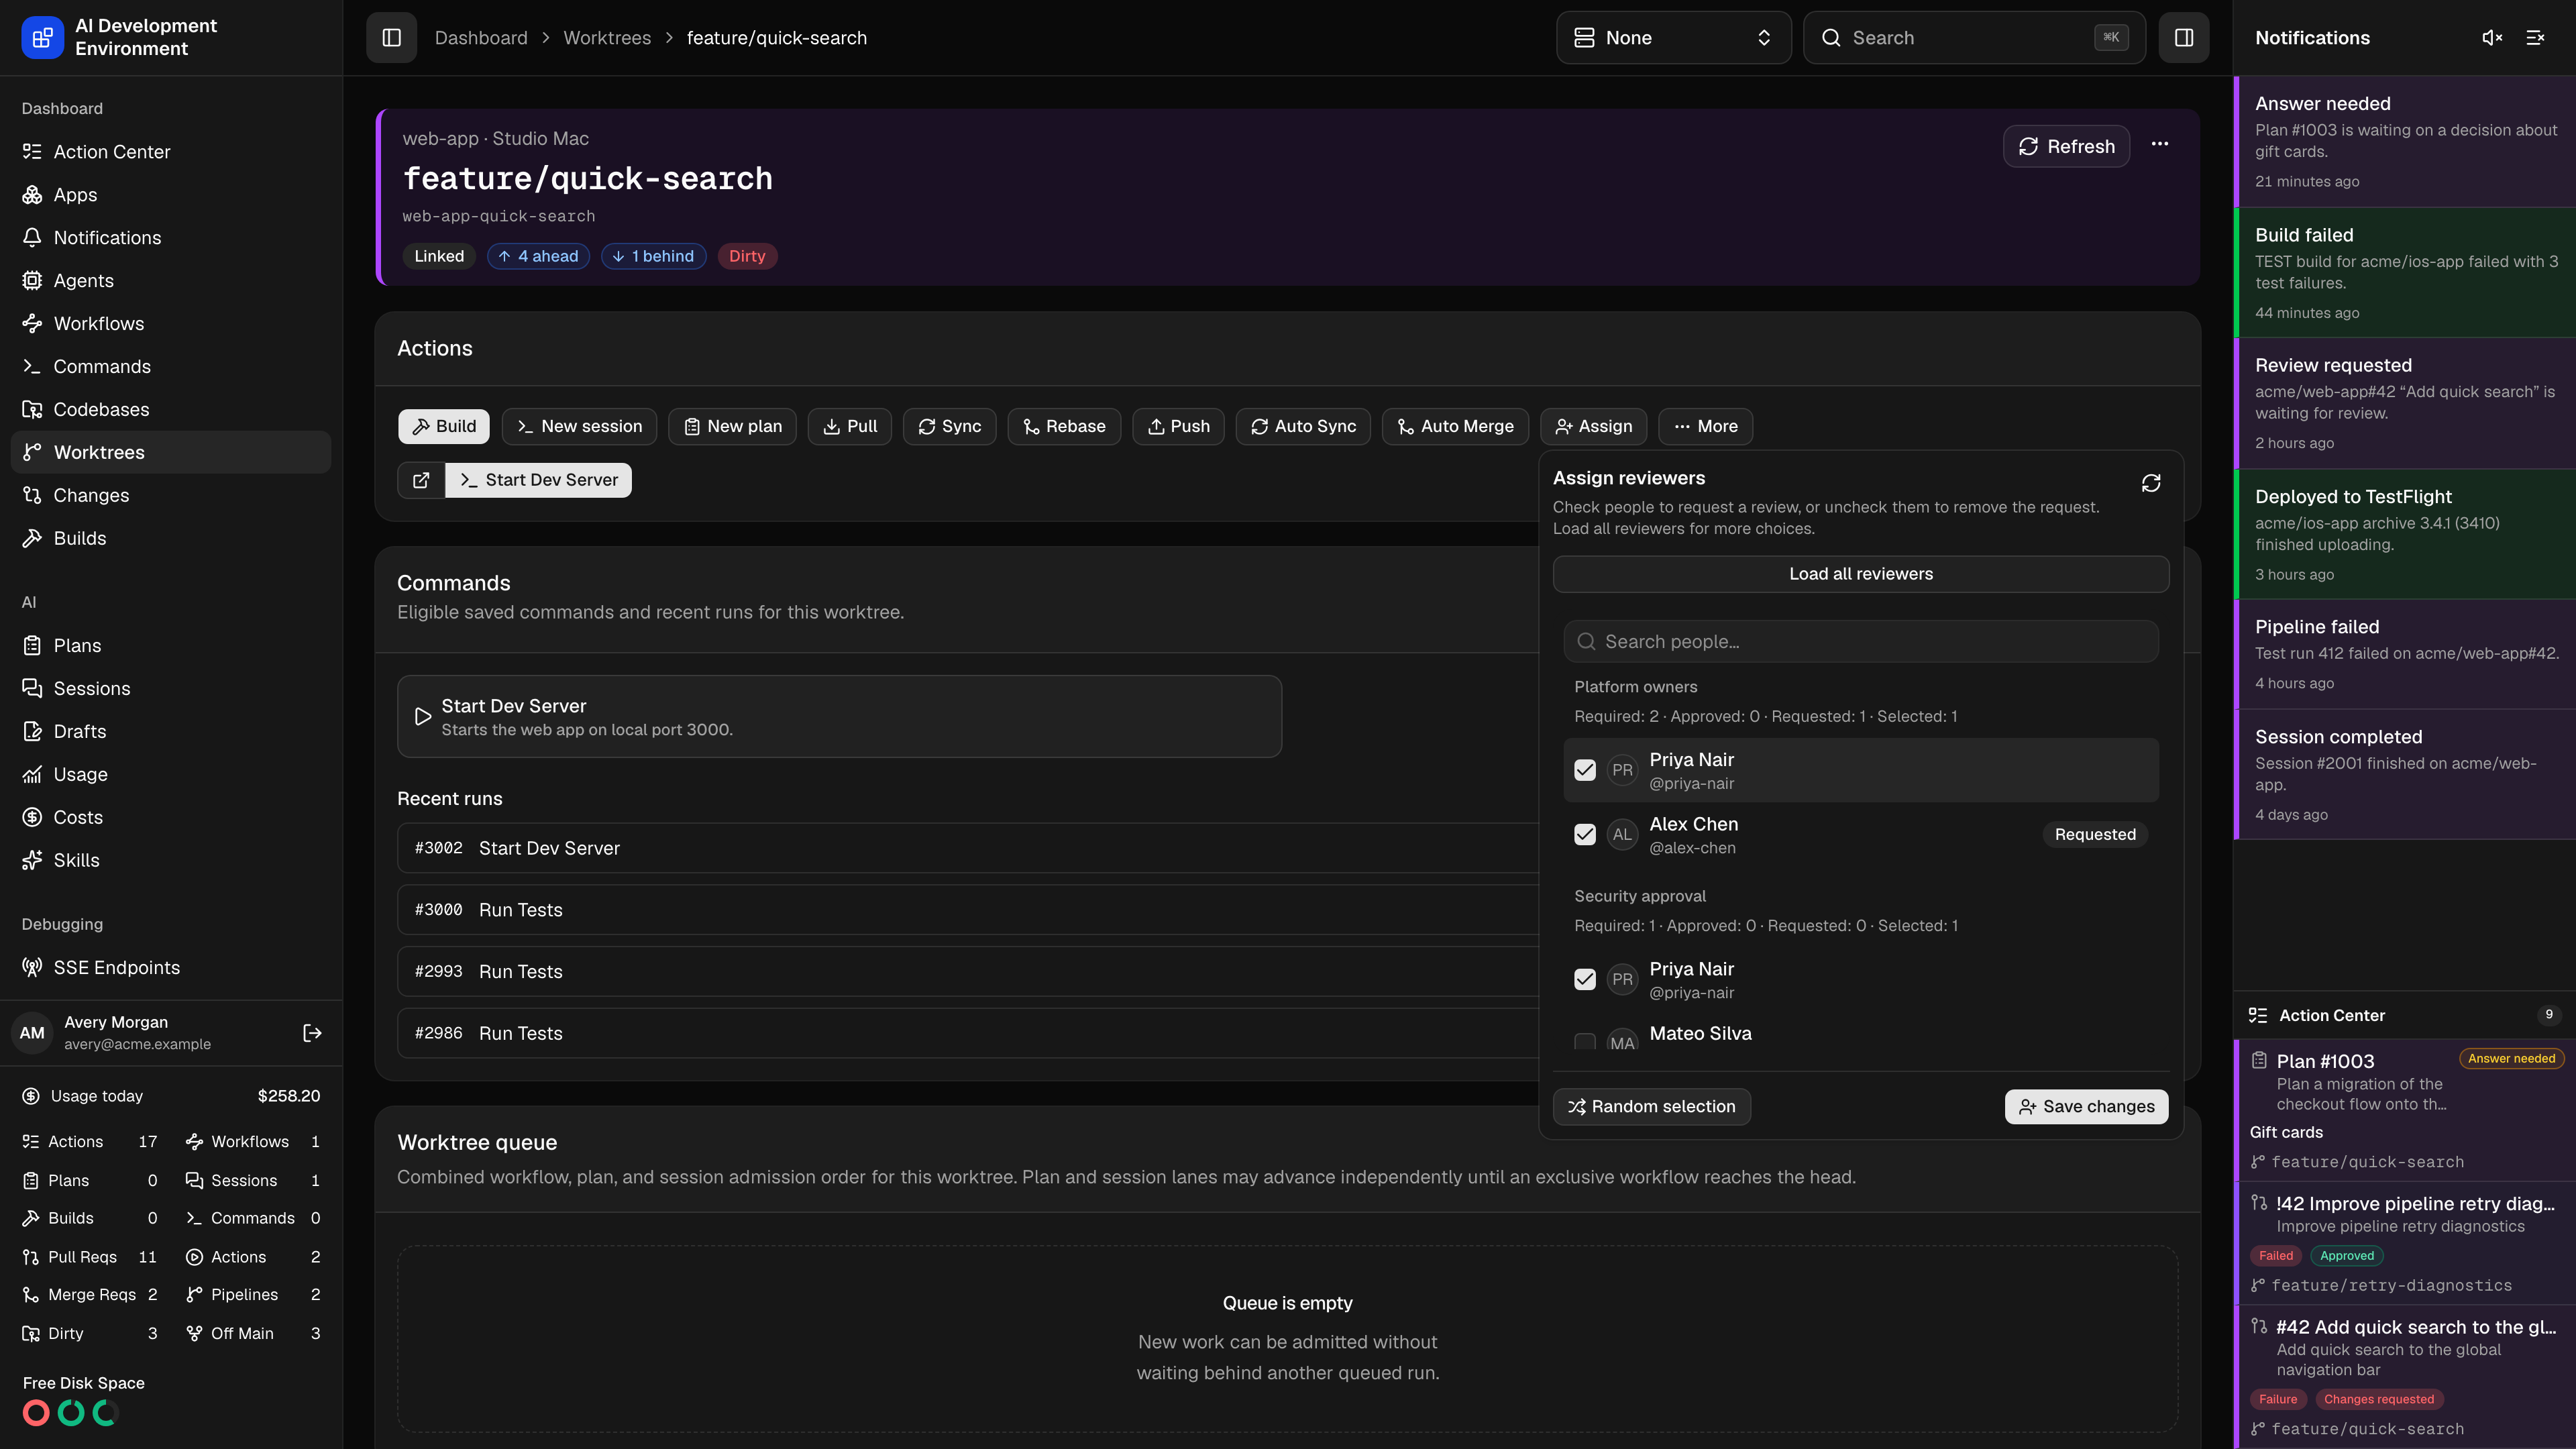 AI Development
Environment
Dashboard
Action Center
Apps
Notifications
Agents
Workflows
Commands
Codebases
Worktrees
Changes
Builds
AI
Plans
Sessions
Drafts
Usage
Costs
Skills
Debugging
SSE Endpoints
AM
Avery Morgan
avery@acme.example
Usage today $258.20
Actions 17 Workflows 1
Plans 0 Sessions 1
Builds 0 Commands 0
Pull Reqs 11 Actions 2
Merge Reqs 2 Pipelines 2
Dirty 3 Off Main 3
Free Disk Space
Dashboard > Worktrees > feature/quick-search
None
Search ⌘K
web-app · Studio Mac
feature/quick-search
web-app-quick-search
Linked ↑ 4 ahead ↓ 1 behind Dirty
Refresh ···
Actions
Build New session New plan Pull Sync Rebase Push Auto Sync Auto Merge Assign ··· More
Start Dev Server
Commands
Eligible saved commands and recent runs for this worktree.
Start Dev Server
Starts the web app on local port 3000.
Recent runs
#3002 Start Dev Server
#3000 Run Tests
#2993 Run Tests
#2986 Run Tests
Assign reviewers
Check people to request a review, or uncheck them to remove the request.
Load all reviewers for more choices.
Load all reviewers
Search people…
Platform owners
Required: 2 · Approved: 0 · Requested: 1 · Selected: 1
PR Priya Nair
@priya-nair
AL Alex Chen
@alex-chen
Requested
Security approval
Required: 1 · Approved: 0 · Requested: 0 · Selected: 1
PR Priya Nair
@priya-nair
MA Mateo Silva
Random selection Save changes
Worktree queue
Combined workflow, plan, and session admission order for this worktree. Plan and session lanes may advance independently until an exclusive workflow reaches the head.
Queue is empty
New work can be admitted without
waiting behind another queued run.
Notifications
Answer needed
Plan #1003 is waiting on a decision about
gift cards.
21 minutes ago
Build failed
TEST build for acme/ios-app failed with 3
test failures.
44 minutes ago
Review requested
acme/web-app#42 “Add quick search” is
waiting for review.
2 hours ago
Deployed to TestFlight
acme/ios-app archive 3.4.1 (3410)
finished uploading.
3 hours ago
Pipeline failed
Test run 412 failed on acme/web-app#42.
4 hours ago
Session completed
Session #2001 finished on acme/web-
app.
4 days ago
Action Center 9
Plan #1003 Answer needed
Plan a migration of the
checkout flow onto th…
Gift cards
feature/quick-search
!42 Improve pipeline retry diag…
Improve pipeline retry diagnostics
Failed Approved
feature/retry-diagnostics
#42 Add quick search to the gl…
Add quick search to the global
navigation bar
Failure Changes requested
feature/quick-search